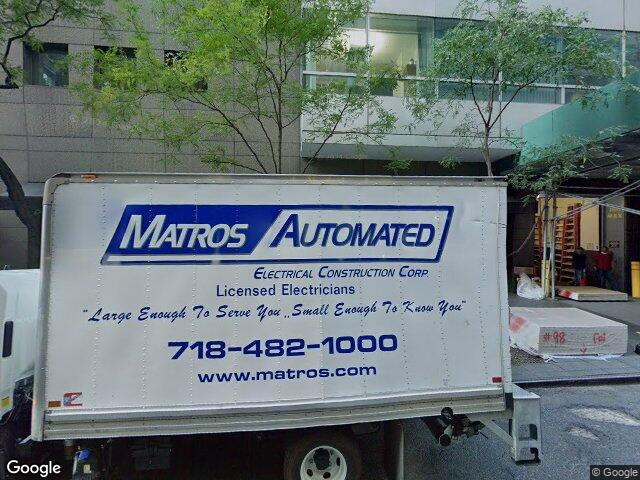 MATROS AUTOMATED
ELECTRICAL CONSTRUCTION CORP.
Licensed Electricians
"Large Enough To Serve You ,, Small Enough To Know You"
718-482-1000
www.matros.com
#98
Google
© Google